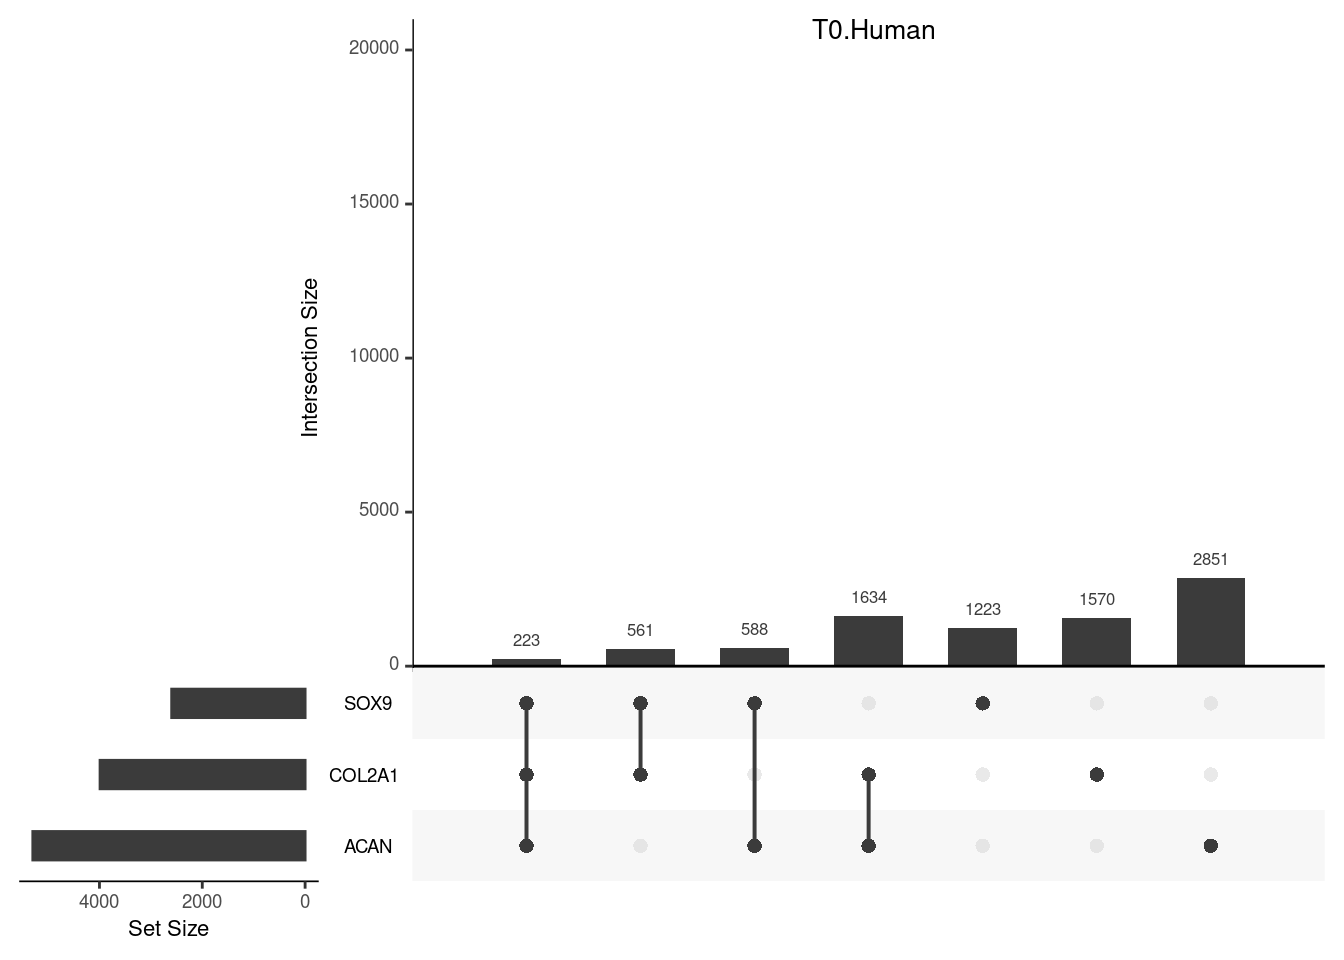 T0.Human
20000
15000
10000
5000
0
Intersection Size
223
561
588
1634
1223
1570
2851
SOX9
COL2A1
ACAN
4000 2000 0
Set Size